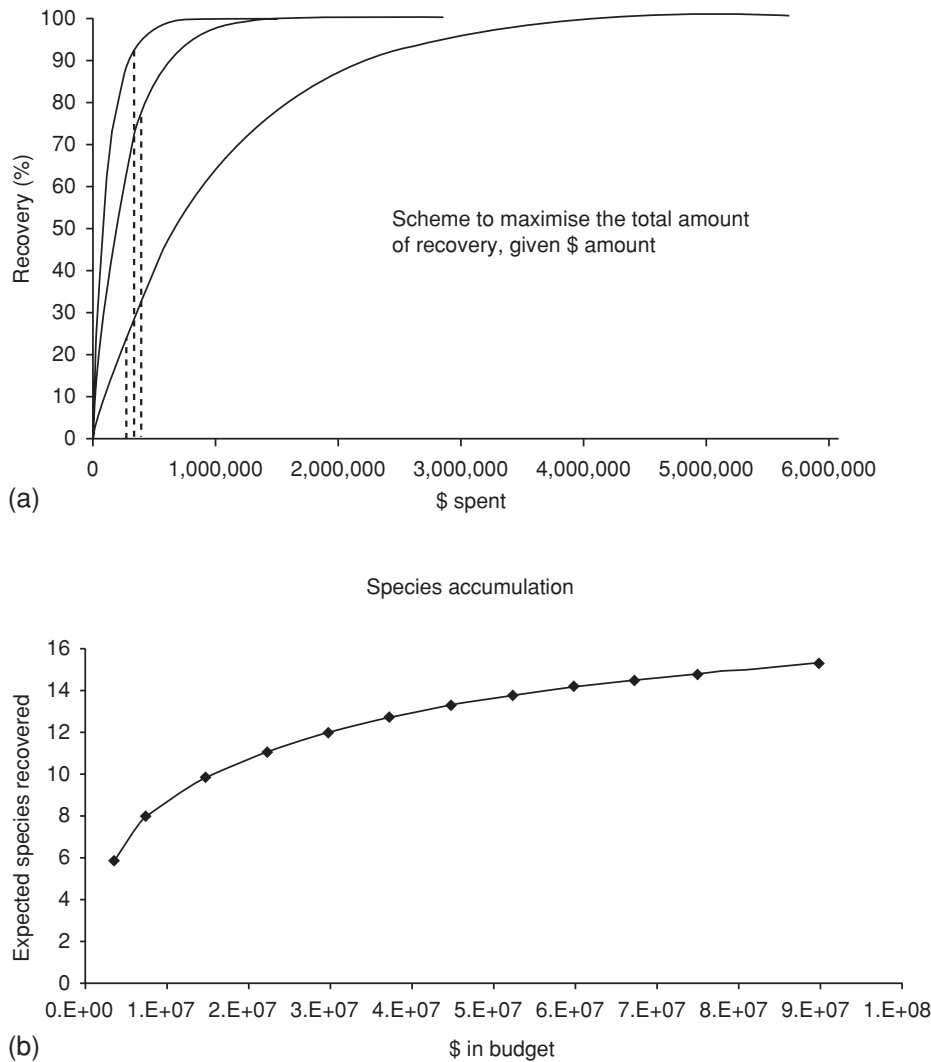 100
90
80
70
60
50
40
30
20
10
0
Recovery (%)
Scheme to maximise the total amount
of recovery, given $ amount
0 1,000,000 2,000,000 3,000,000 4,000,000 5,000,000 6,000,000
$ spent
(a)
Species accumulation
16
14
12
10
8
6
4
2
0
Expected species recovered
0.E+00 1.E+07 2.E+07 3.E+07 4.E+07 5.E+07 6.E+07 7.E+07 8.E+07 9.E+07 1.E+08
$ in budget
(b)